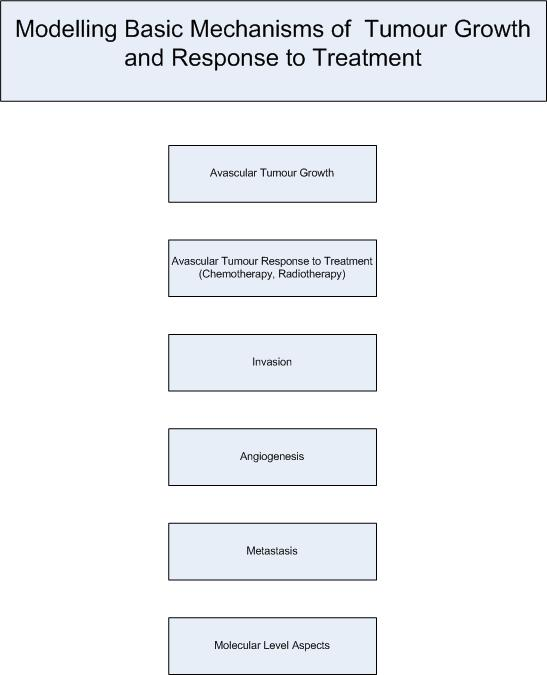 Modelling Basic Mechanisms of Tumour Growth
and Response to Treatment
Avascular Tumour Growth
Avascular Tumour Response to Treatment
(Chemotherapy, Radiotherapy)
Invasion
Angiogenesis
Metastasis
Molecular Level Aspects